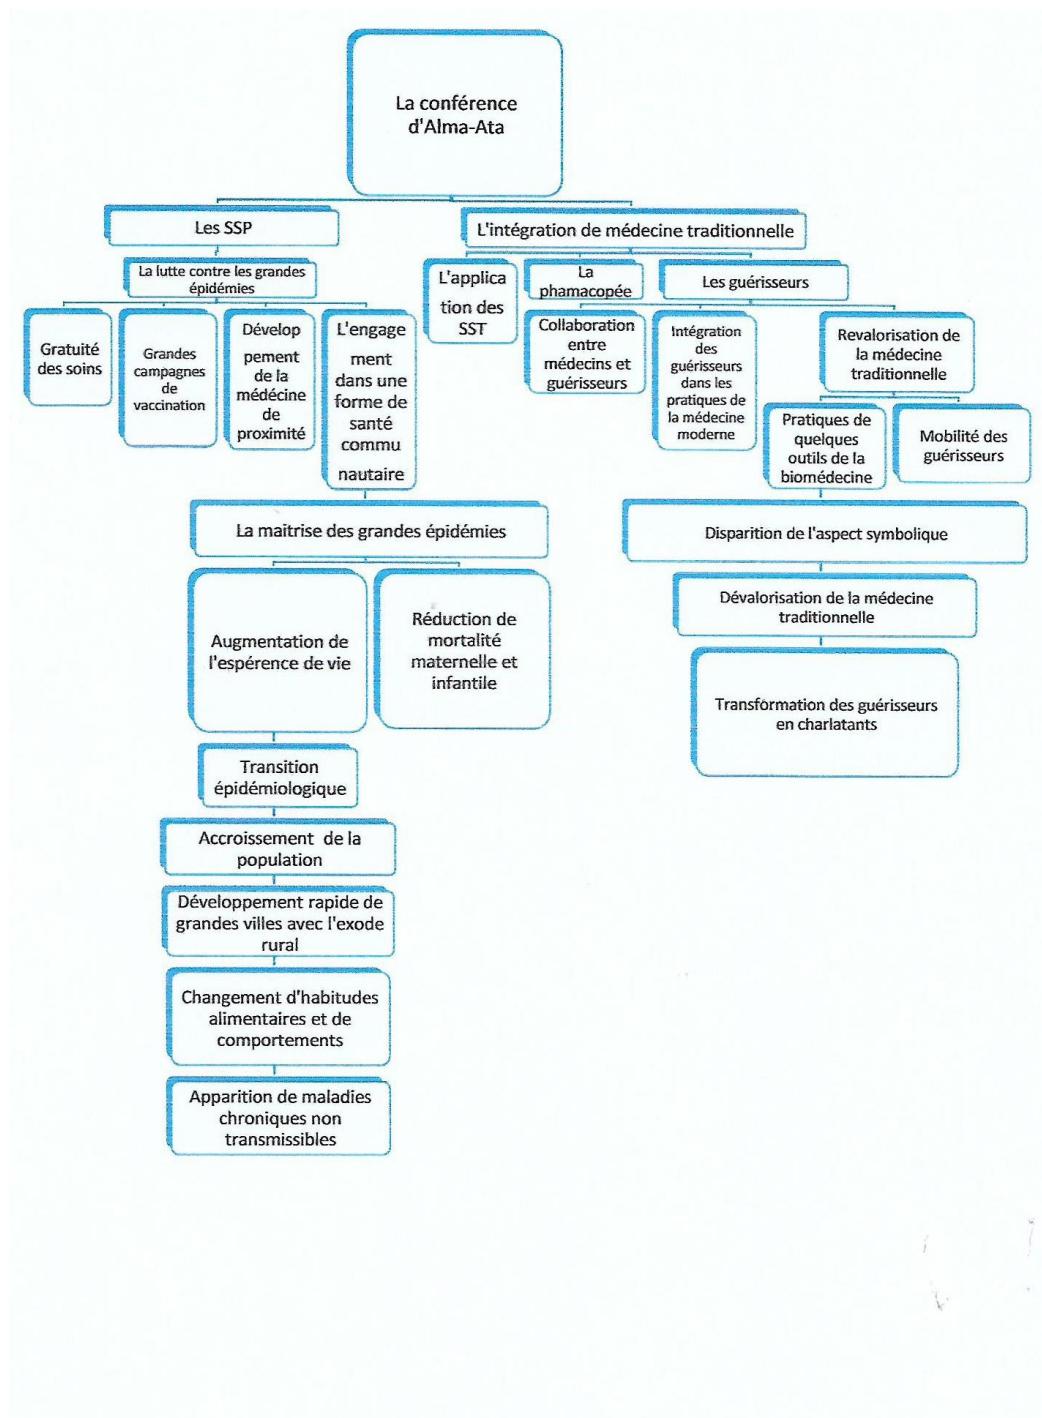 La conférence
d'Alma-Ata
Les SSP
L'intégration de médecine traditionnelle
La lutte contre les grandes
épidémies
L'applica
tion des
SST
La
phamacopée
Les guérisseurs
Gratuité
des soins
Grandes
campagnes
de
vaccination
Dévelop
pement
de la
médécine
de
proximité
L'engage
ment
dans une
forme de
santé
commu
nautaire
Collaboration
entre
médecins et
guérisseurs
Intégration
des
guérisseurs
dans les
pratiques de
la médecine
moderne
Revalorisation de
la médecine
traditionnelle
Pratiques de
quelques
outils de la
biomédecine
Mobilité des
guérisseurs
La maîtrise des grandes épidémies
Disparition de l'aspect symbolique
Augmentation de
l'espérence de vie
Réduction de
mortalité
maternelle et
infantile
Dévalorisation de la médecine
traditionnelle
Transformation des guérisseurs
en charlatants
Transition
épidémiologique
Accroissement de la
population
Développement rapide de
grandes villes avec l'exode
rural
Changement d'habitudes
alimentaires et de
comportements
Apparition de maladies
chroniques non
transmissibles